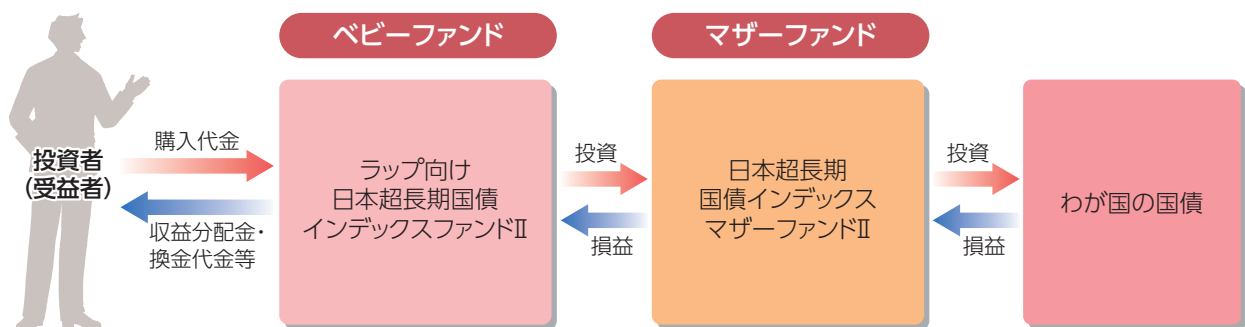 ベビーファンド
マザーファンド
投資者
(受益者)
購入代金
収益分配金・
換金代金等
ラップ向け
日本超長期国債
インデックスファンドⅡ
投資
損益
日本超長期
国債インデックス
マザーファンドⅡ
投資
損益
わが国の国債